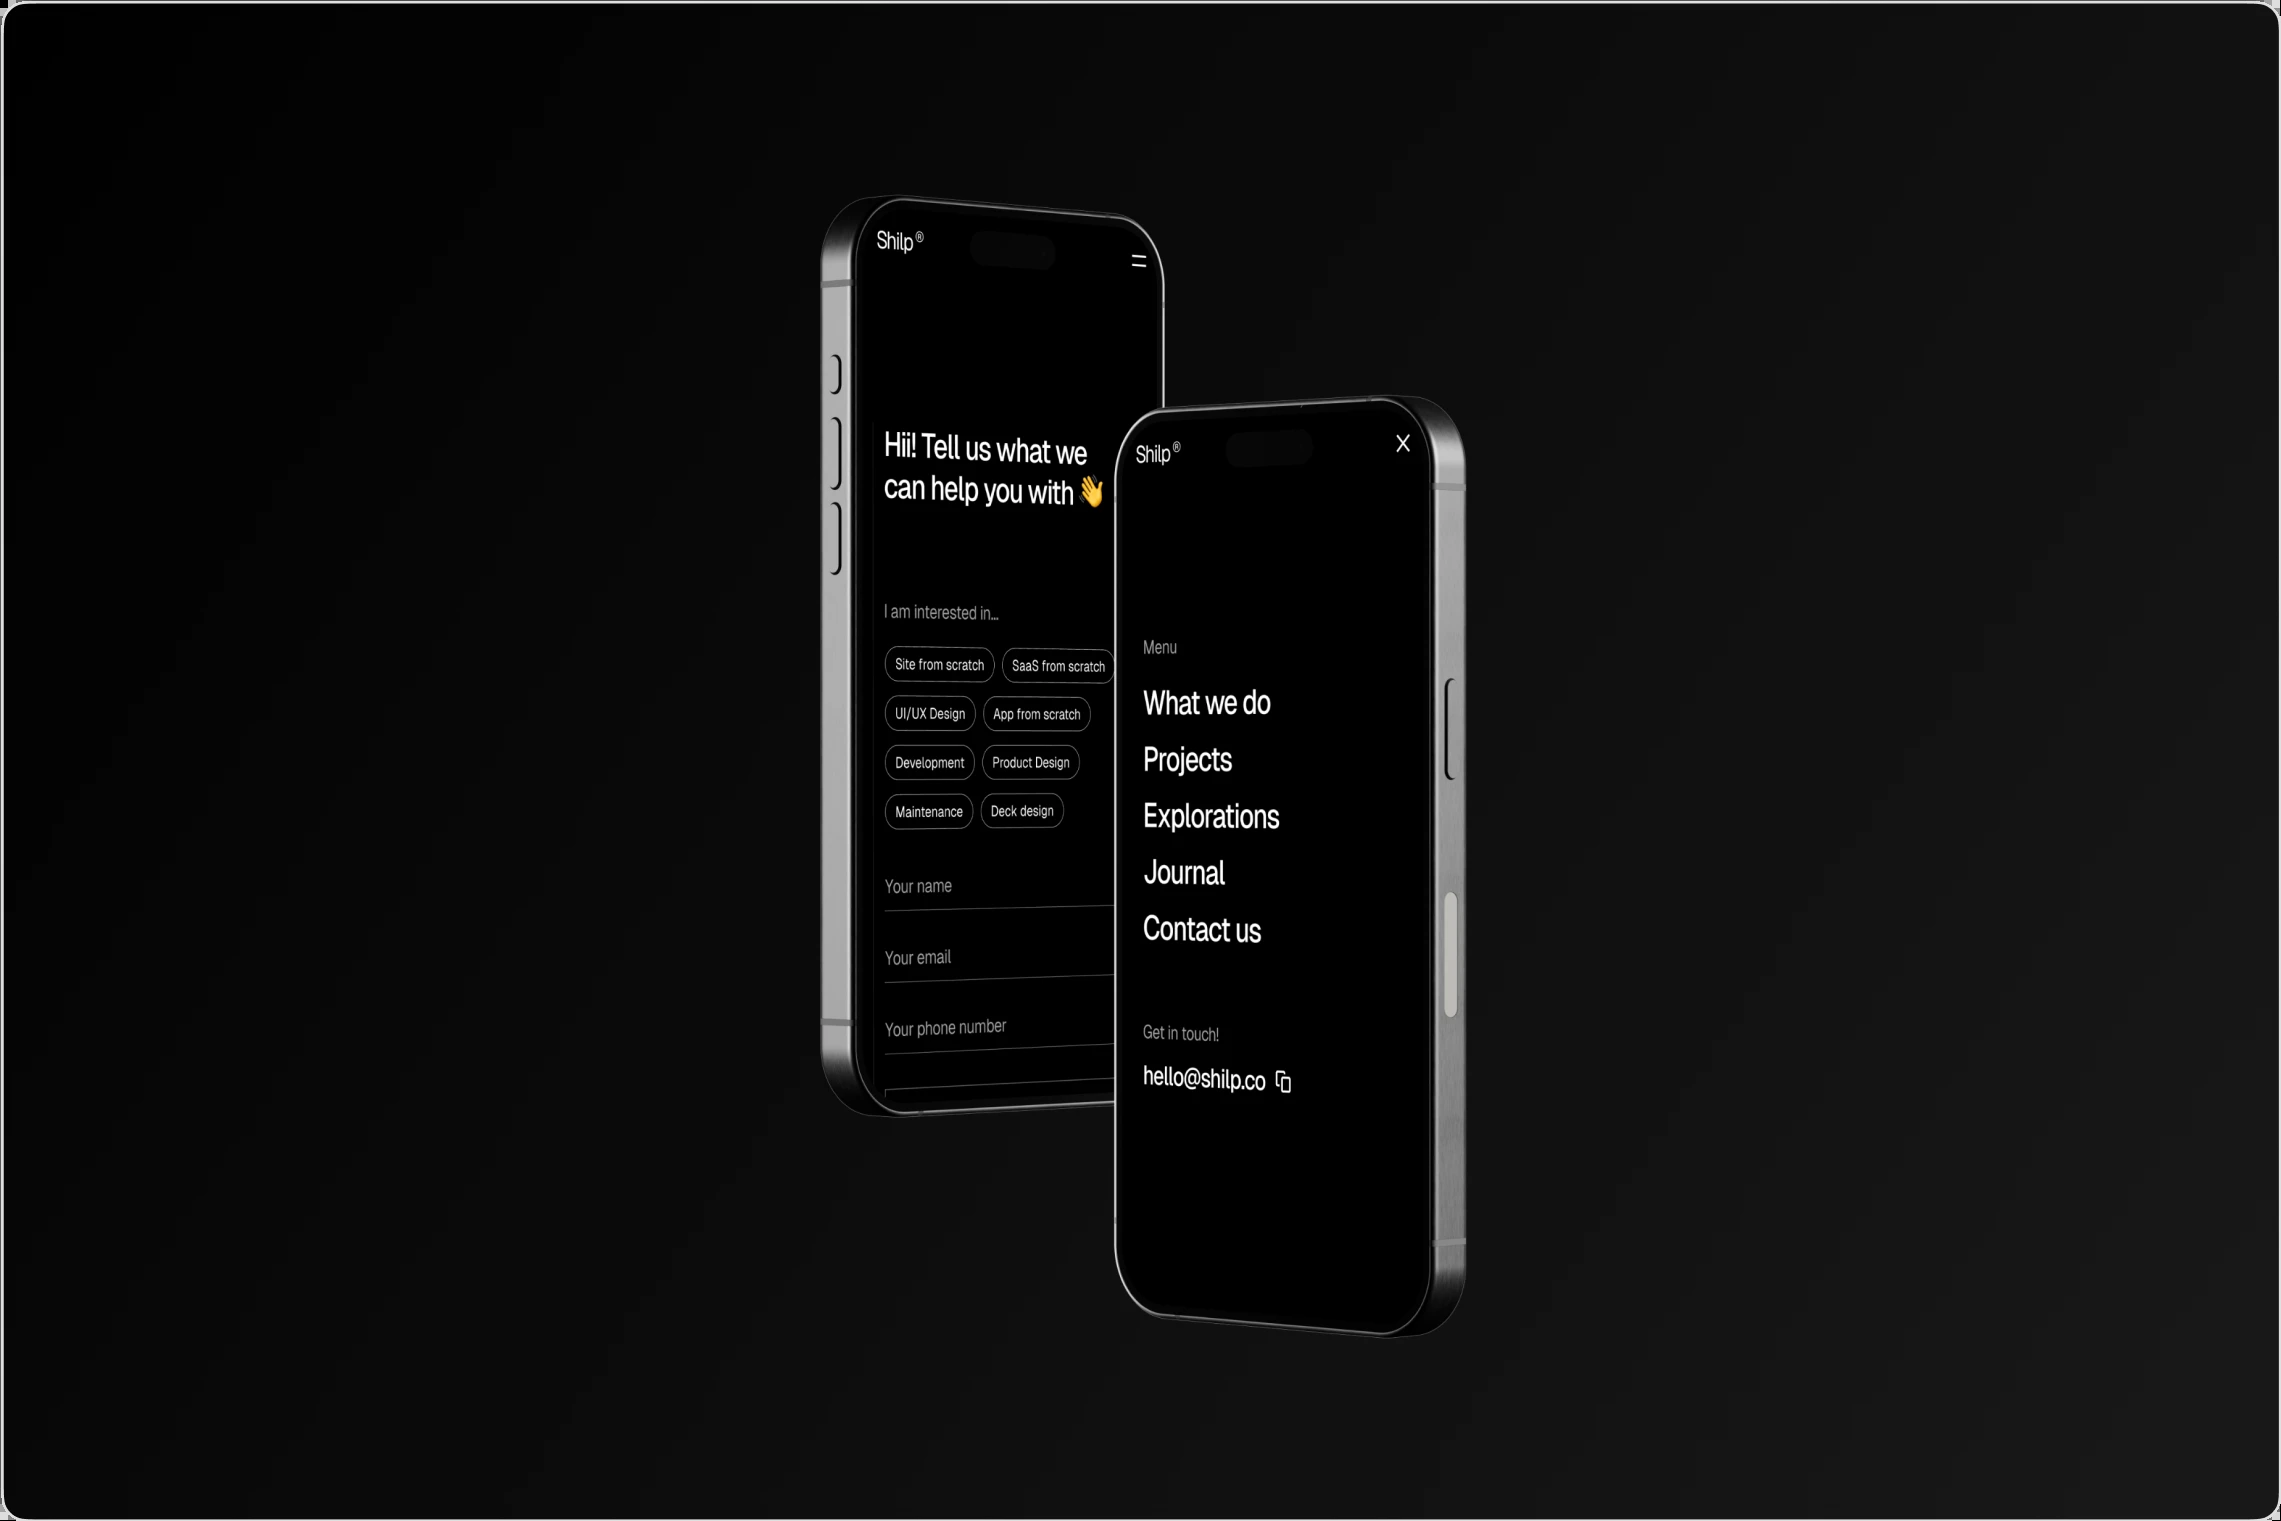 Shilp®
Hii! Tell us what we
can help you with 👋
I am interested in...
Site from scratch
SaaS from scratch
UI/UX Design
App from scratch
Development
Product Design
Maintenance
Deck design
Your name
Your email
Your phone number
Shilp®
Menu
What we do
Projects
Explorations
Journal
Contact us
Get in touch!
hello@shilp.co